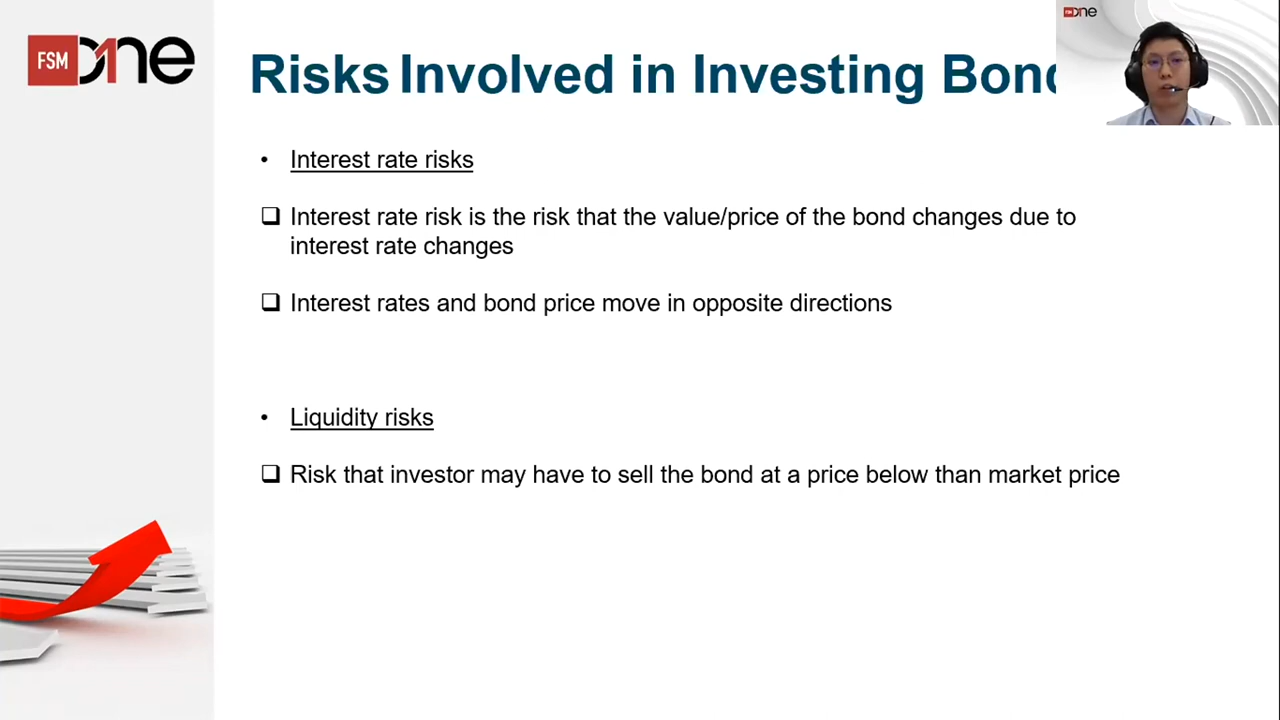 FSM One
Risks Involved in Investing Bond
FSM One
• Interest rate risks
❑ Interest rate risk is the risk that the value/price of the bond changes due to
interest rate changes
❑ Interest rates and bond price move in opposite directions
• Liquidity risks
❑ Risk that investor may have to sell the bond at a price below than market price